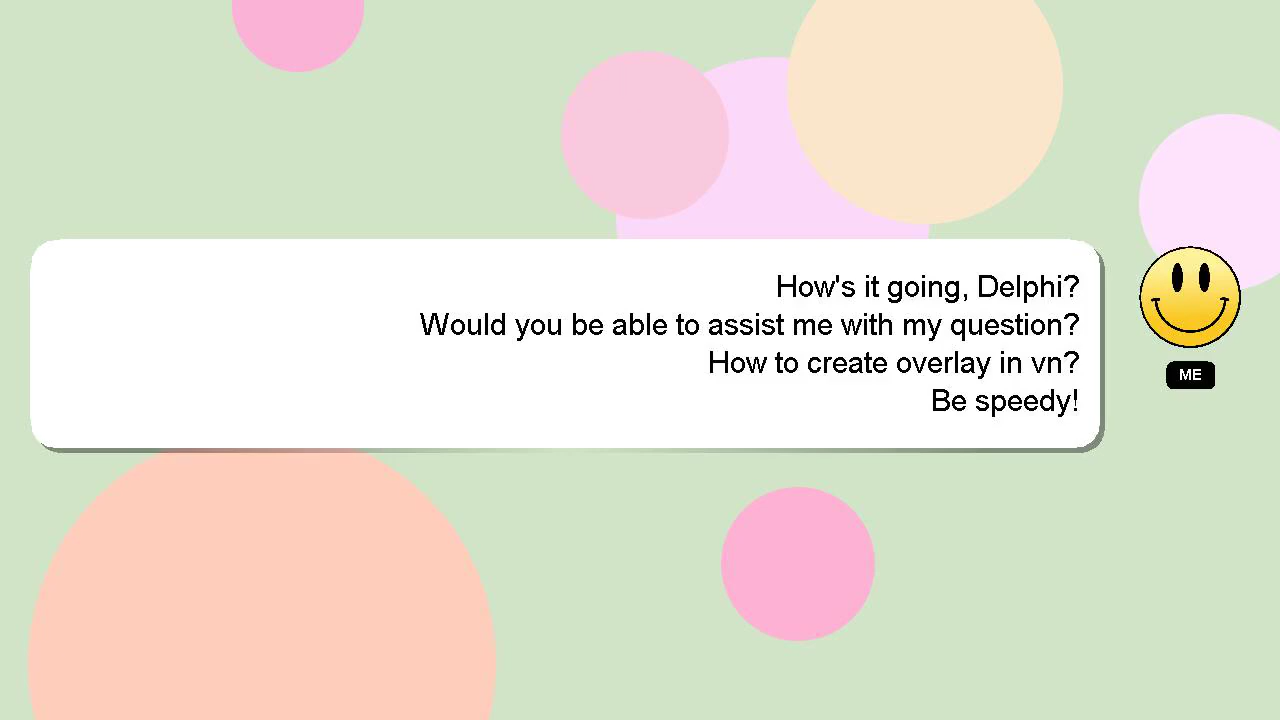 How's it going, Delphi?
Would you be able to assist me with my question?
How to create overlay in vn?
Be speedy!
ME